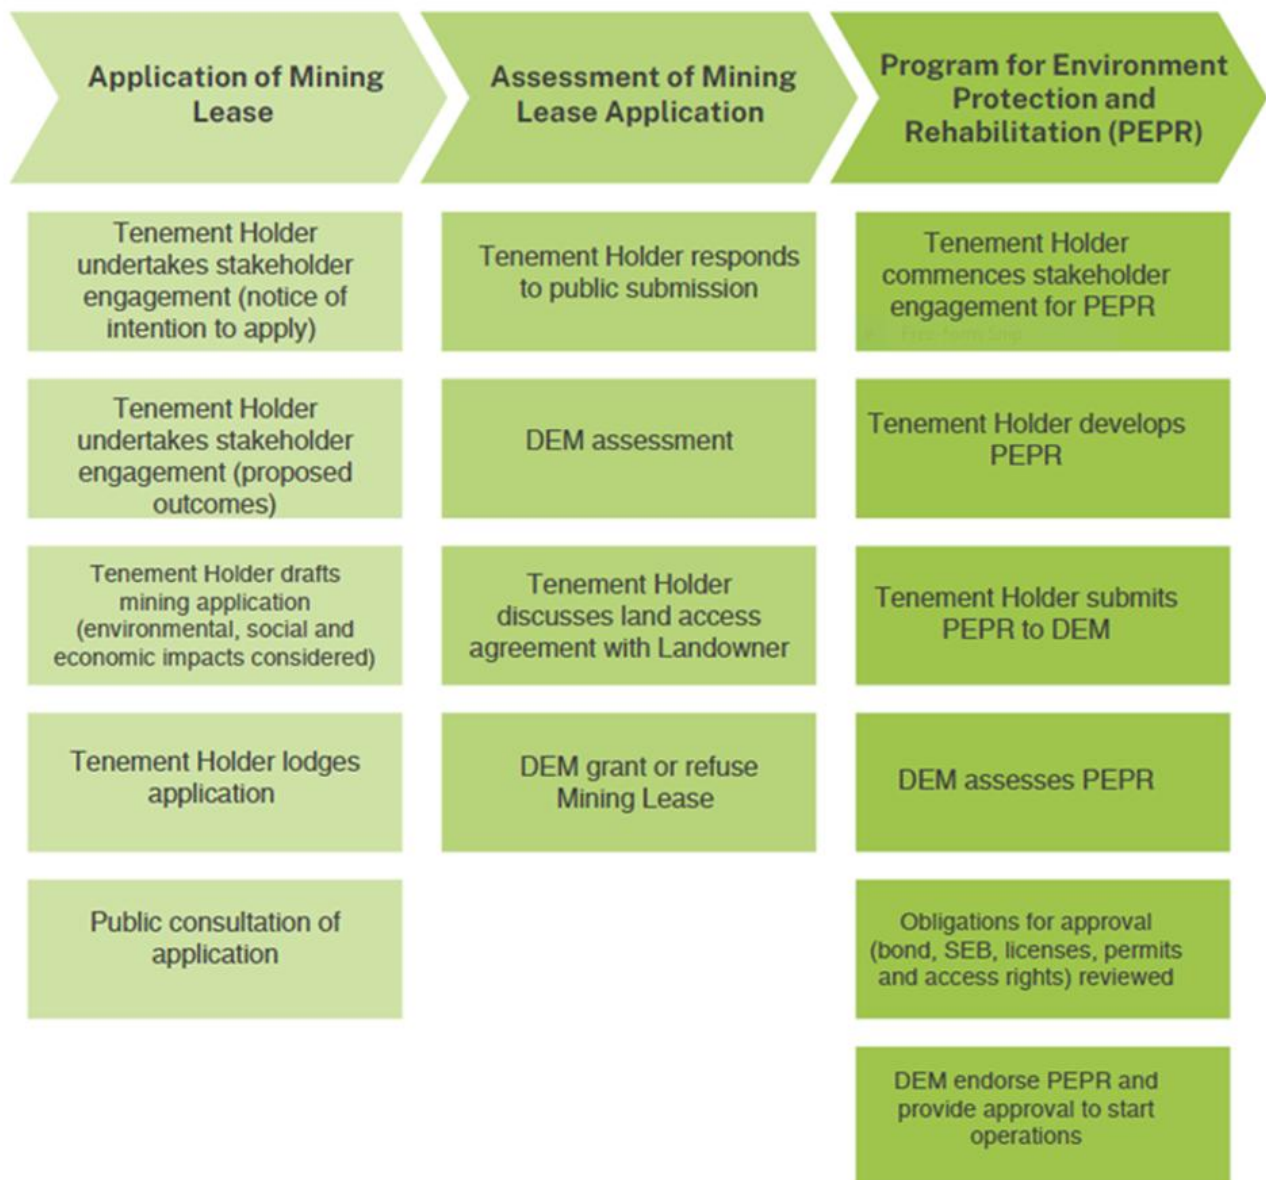 Application of Mining
Lease
Assessment of Mining
Lease Application
Program for Environment
Protection and
Rehabilitation (PEPR)
Tenement Holder
undertakes stakeholder
engagement (notice of
intention to apply)
Tenement Holder
undertakes stakeholder
engagement (proposed
outcomes)
Tenement Holder drafts
mining application
(environmental, social and
economic impacts considered)
Tenement Holder lodges
application
Public consultation of
application
Tenement Holder responds
to public submission
DEM assessment
Tenement Holder
discusses land access
agreement with Landowner
DEM grant or refuse
Mining Lease
Tenement Holder
commences stakeholder
engagement for PEPR
Tenement Holder develops
PEPR
Tenement Holder submits
PEPR to DEM
DEM assesses PEPR
Obligations for approval
(bond, SEB, licenses, permits
and access rights) reviewed
DEM endorse PEPR and
provide approval to start
operations